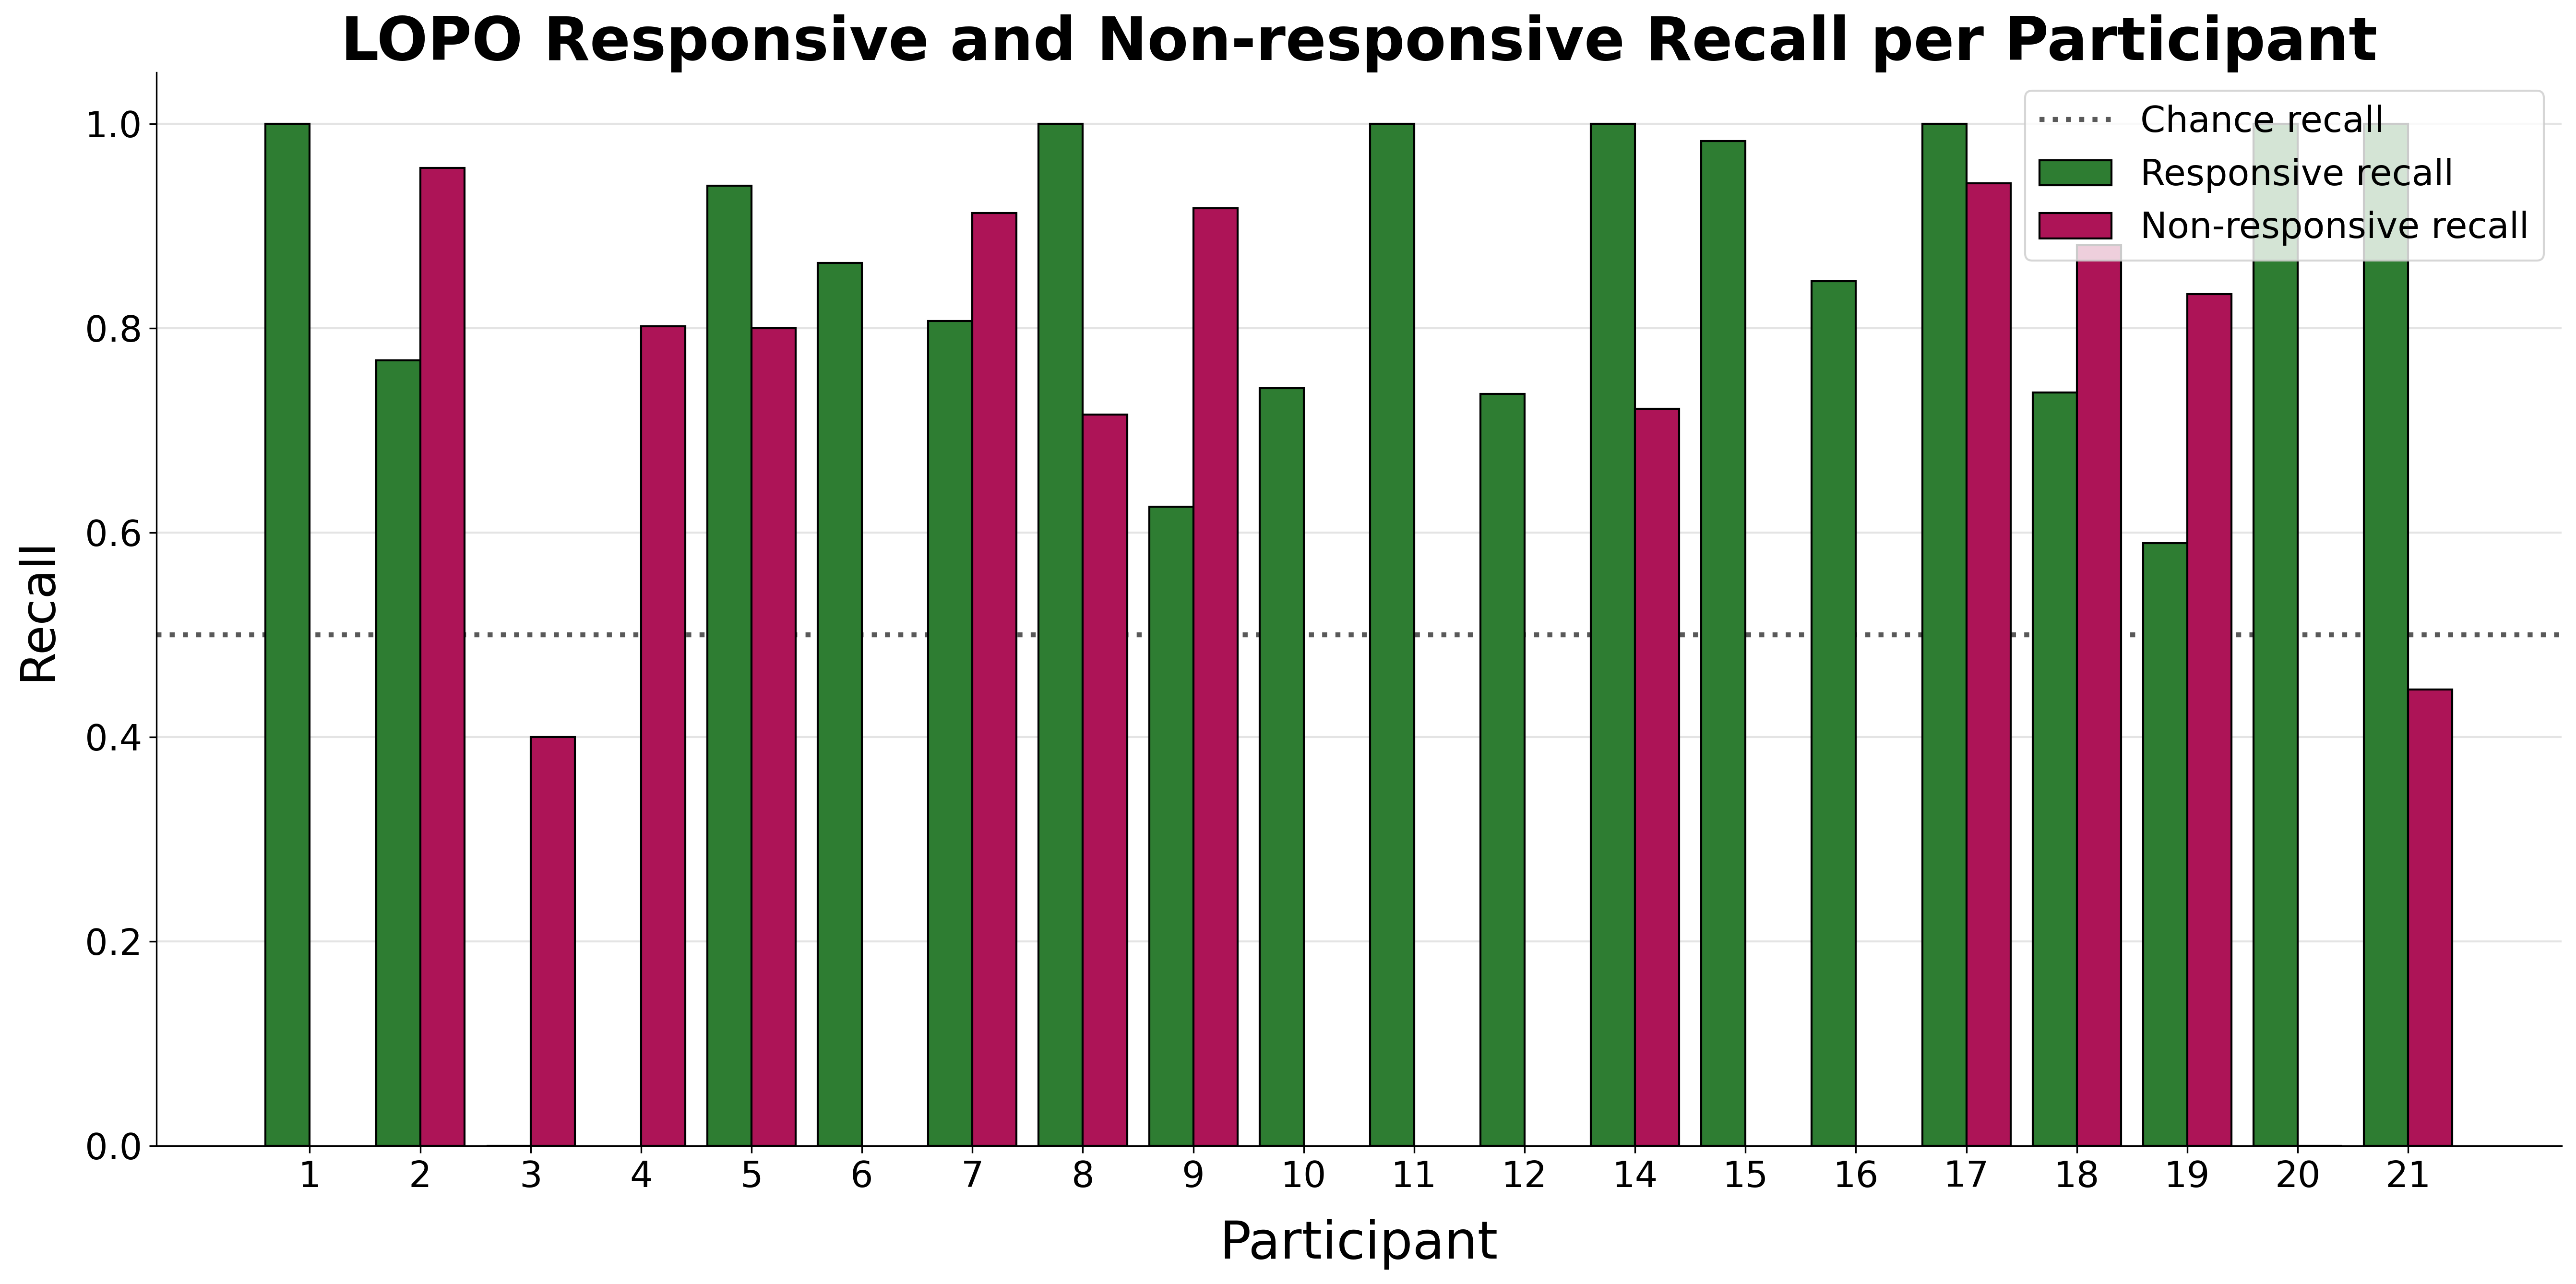 LOPO Responsive and Non-responsive Recall per Participant
Chance recall
Responsive recall
Non-responsive recall
1.0
0.8
0.6
0.4
0.2
0.0
Recall
1 2 3 4 5 6 7 8 9 10 11 12 14 15 16 17 18 19 20 21
Participant